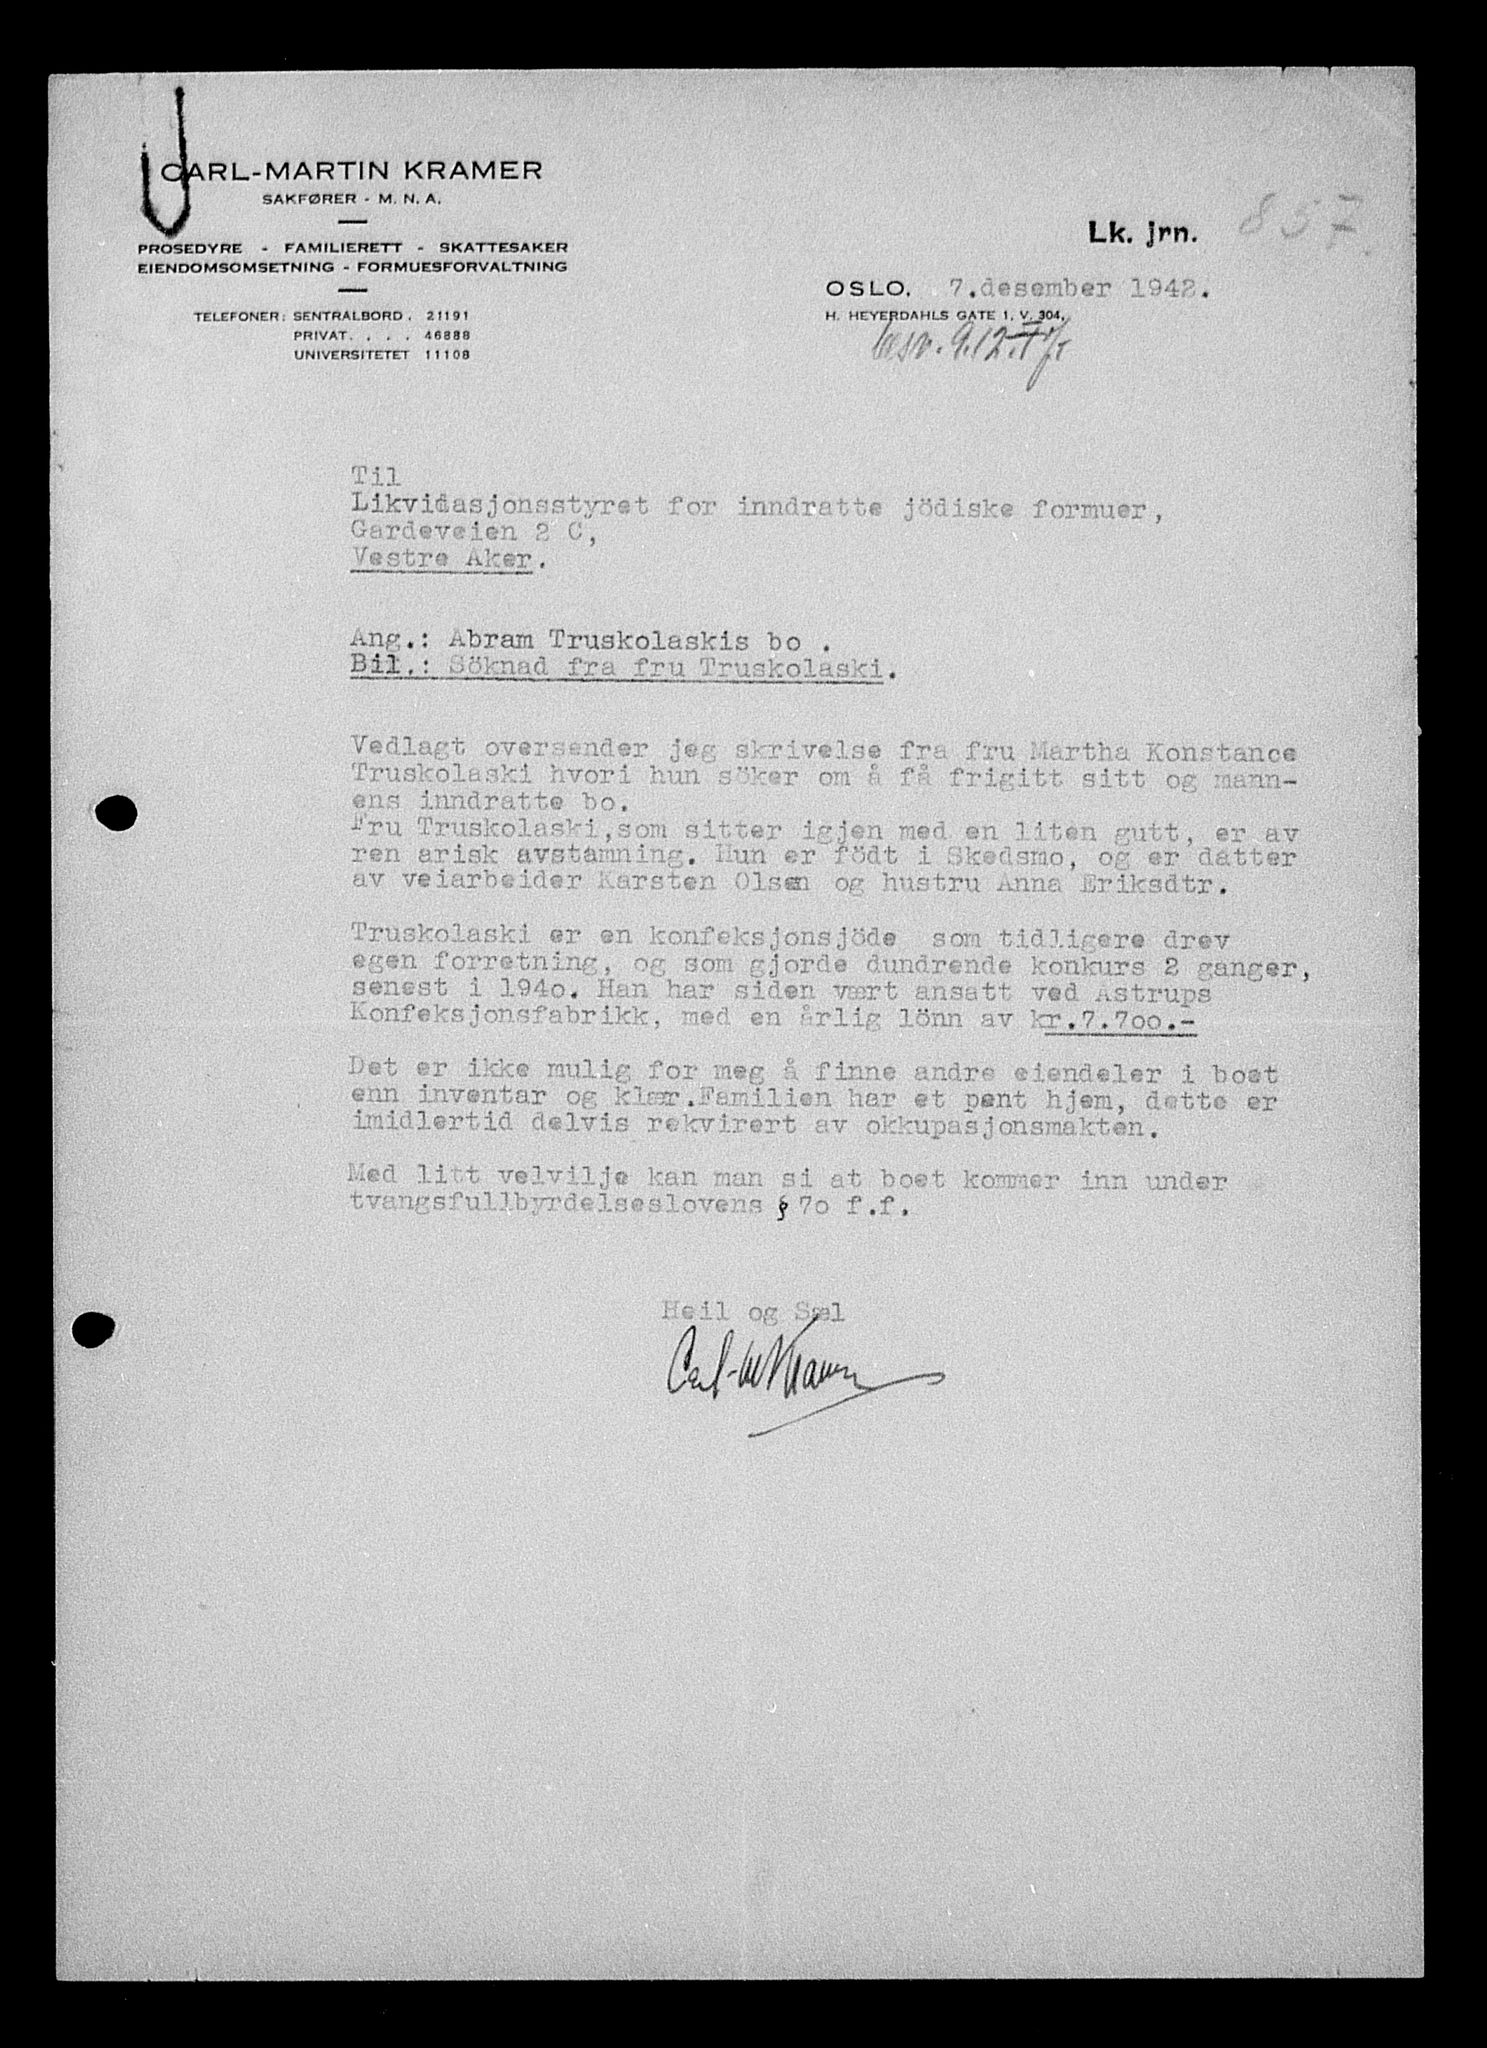 CARL-MARTIN KRAMER
SAKFØRER - M. N. A.
PROSEDYRE - FAMILIERETT - SKATTESAKER
EIENDOMSOMSETNING - FORMUESFORVALTNING
TELEFONER: SENTRALBORD . 21191
PRIVAT. . . . 46888
UNIVERSITETET 11108
Lk. jrn. 857
OSLO, 7.desember 1942.
H. HEYERDAHLS GATE 1, V. 304.
besv. 9.12.
Til
Likvidasjonsstyret for inndratte jödiske formuer,
Gardeveien 2 C,
Vestre Aker.
Ang.: Abram Truskolaskis bo .
Bil.: Söknad fra fru Truskolaski.
Vedlagt oversender jeg skrivelse fra fru Martha Konstance
Truskolaski hvori hun söker om å få frigitt sitt og mann-
ens inndratte bo.
Fru Truskolaski,som sitter igjen med en liten gutt, er av
ren arisk avstamning. Hun er födt i Skedsmo, og er datter
av veiarbeider Karsten Olsen og hustru Anna Eriksdtr.
Truskolaski er en konfeksjonsjöde som tidligere drev
egen forretning, og som gjorde dundrende konkurs 2 ganger,
senest i 194o. Han har siden vært ansatt ved Astrups
Konfeksjonsfabrikk, med en årlig lönn av kr.7.7oo.-
Det er ikke mulig for meg å finne andre eiendeler i boet
enn inventar og klær.Familien har et pent hjem, dette er
imidlertid delvis rekvirert av okkupasjonsmakten.
Med litt velvilje kan man si at boet kommer inn under
tvangsfullbyrdelseslovens § 7o f.f.
Heil og Sæl
Carl-M Kramer